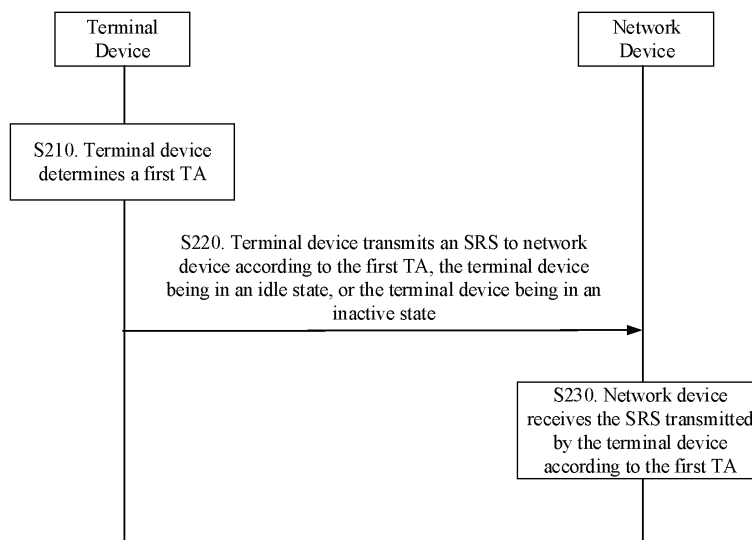 Terminal
Device
Network
Device
S210. Terminal device
determines a first TA
S220. Terminal device transmits an SRS to network
device according to the first TA, the terminal device
being in an idle state, or the terminal device being in an
inactive state
S230. Network device
receives the SRS transmitted
by the terminal device
according to the first TA